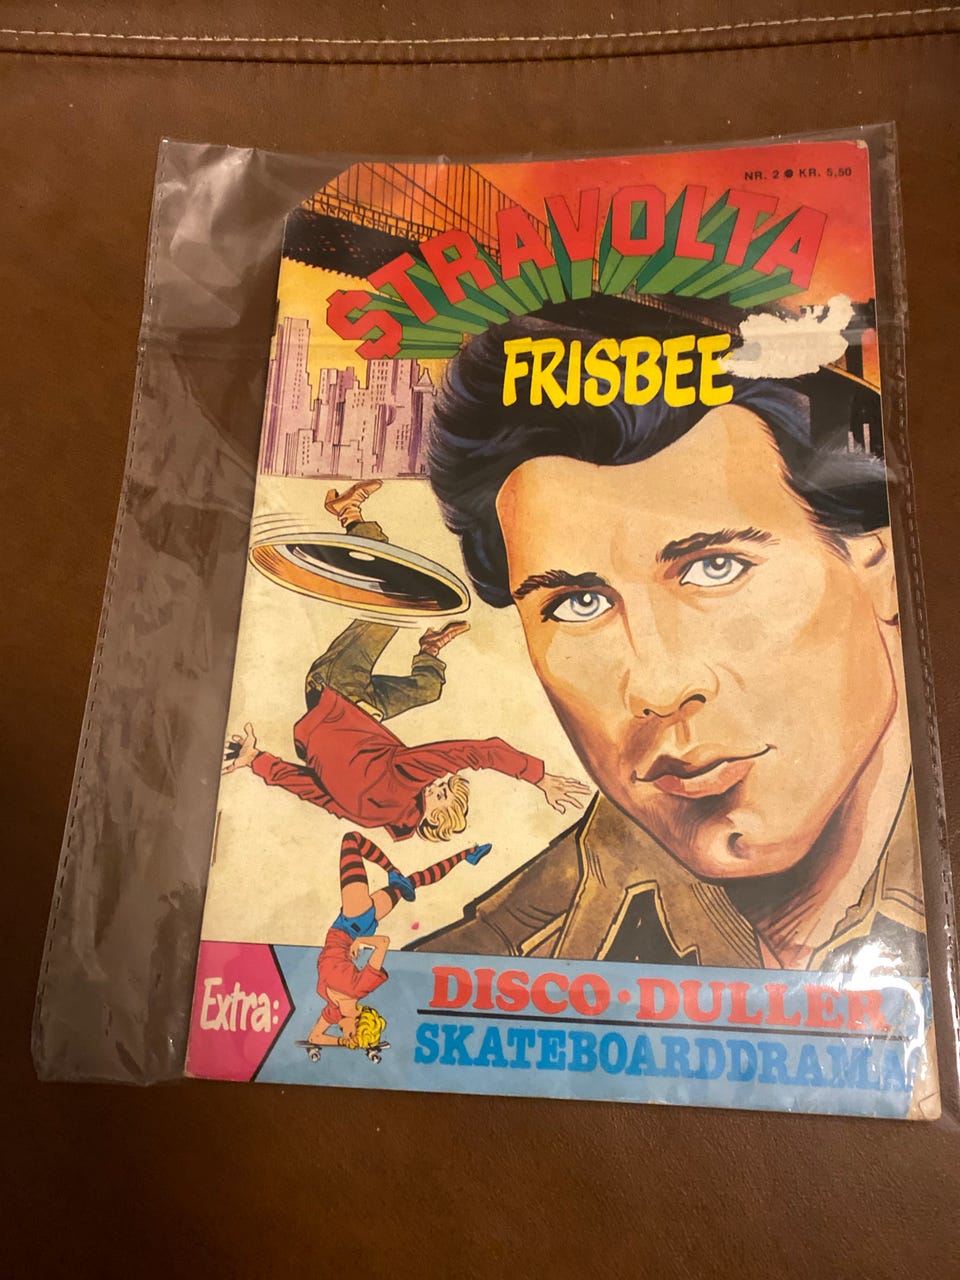 NR. 2 ● KR. 5,50
STRAVOLTA
FRISBEE
Extra:
DISCO·DULLER
SKATEBOARDDRAMA